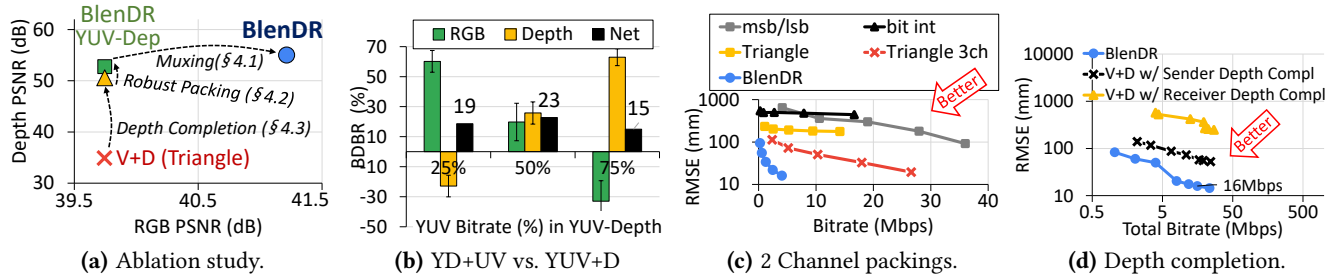 Depth PSNR (dB)
60
50
40
30
BlenDR
YUV-Dep
BlenDR
Muxing(§ 4.1)
Robust Packing (§ 4.2)
Depth Completion (§ 4.3)
V+D (Triangle)
39.5
40.5
41.5
RGB PSNR (dB)
(a) Ablation study.
BDBR (%)
70
50
30
10
-10
-30
-50
RGB
Depth
Net
19
23
15
25%
50%
75%
YUV Bitrate (%) in YUV-Depth
(b) YD+UV vs. YUV+D
msb/lsb
bit int
Triangle
Triangle 3ch
BlenDR
Better
RMSE (mm)
1000
100
10
0
10
20
30
40
Bitrate (Mbps)
(c) 2 Channel packings.
BlenDR
V+D w/ Sender Depth Compl
V+D w/ Receiver Depth Compl
Better
RMSE (mm)
10000
1000
100
10
16Mbps
0.5
5
50
500
Total Bitrate (Mbps)
(d) Depth completion.